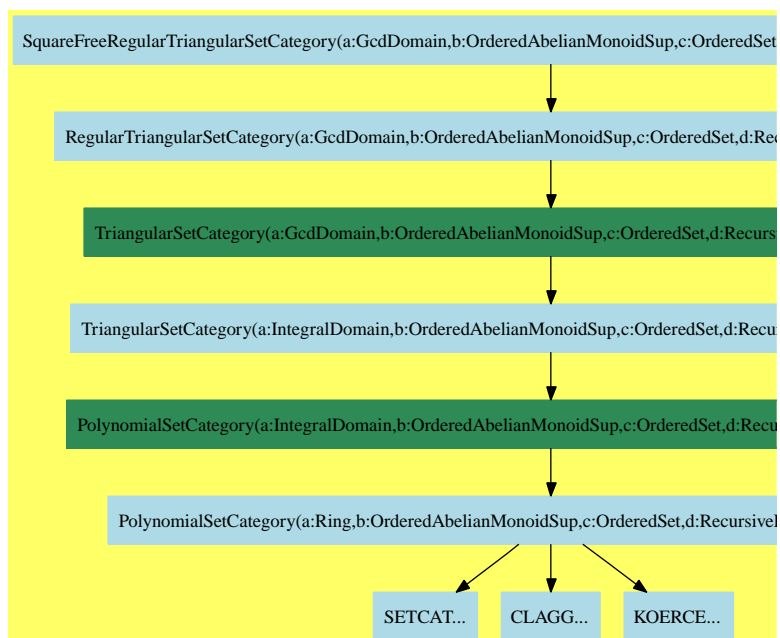 SquareFreeRegularTriangularSetCategory(a:GcdDomain,b:OrderedAbelianMonoidSup,c:OrderedSet
RegularTriangularSetCategory(a:GcdDomain,b:OrderedAbelianMonoidSup,c:OrderedSet,d:Rec
TriangularSetCategory(a:GcdDomain,b:OrderedAbelianMonoidSup,c:OrderedSet,d:Recurs
TriangularSetCategory(a:IntegralDomain,b:OrderedAbelianMonoidSup,c:OrderedSet,d:Recu
PolynomialSetCategory(a:IntegralDomain,b:OrderedAbelianMonoidSup,c:OrderedSet,d:Recu
PolynomialSetCategory(a:Ring,b:OrderedAbelianMonoidSup,c:OrderedSet,d:Recursive
SETCAT... CLAGG... KOERCE...